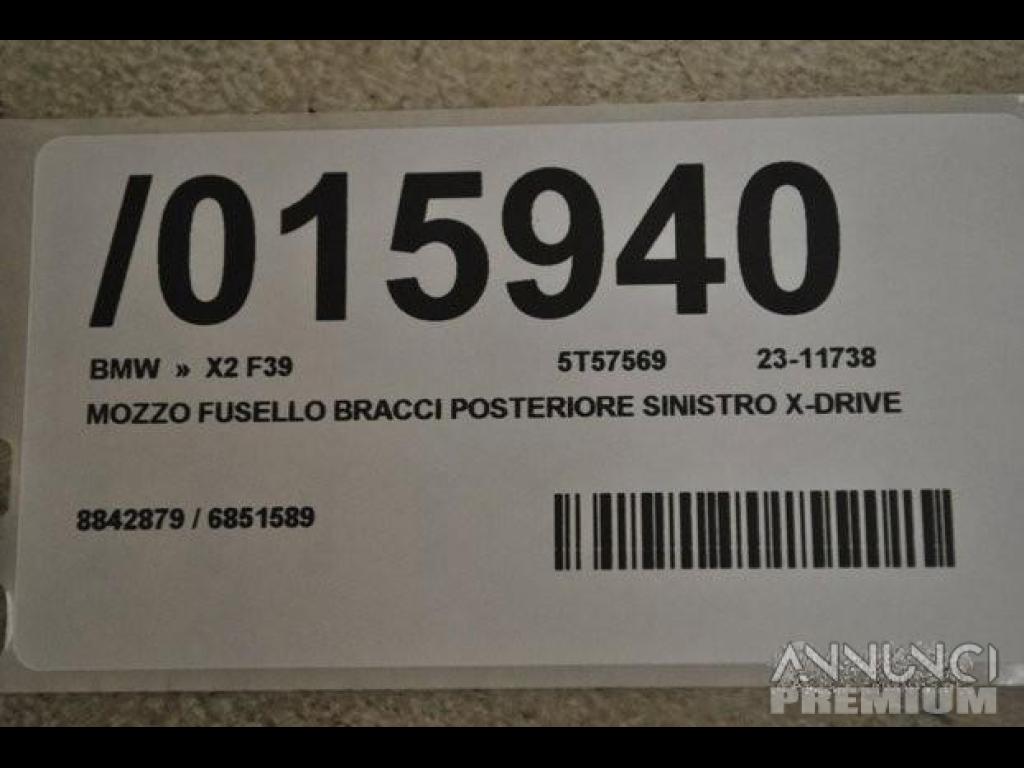 /015940
BMW » X2 F39 5T57569 23-11738
MOZZO FUSELLO BRACCI POSTERIORE SINISTRO X-DRIVE
8842879 / 6851589
ANNUNCI
PREMIUM